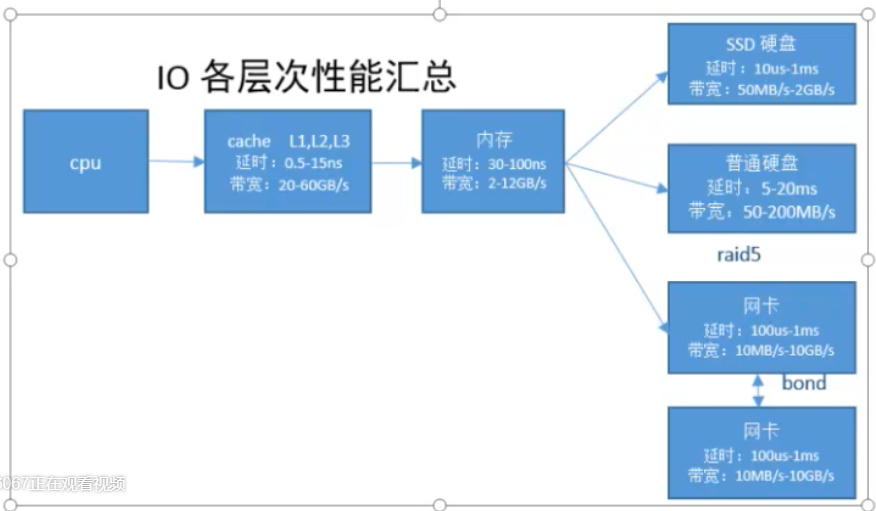 IO 各层次性能汇总
cpu
cache L1,L2,L3
延时：0.5-15ns
带宽：20-60GB/s
内存
延时：30-100ns
带宽：2-12GB/s
SSD 硬盘
延时：10us-1ms
带宽：50MB/s-2GB/s
普通硬盘
延时：5-20ms
带宽：50-200MB/s
raid5
网卡
延时：100us-1ms
带宽：10MB/s-10GB/s
bond
网卡
延时：100us-1ms
带宽：10MB/s-10GB/s
067正在观看视频